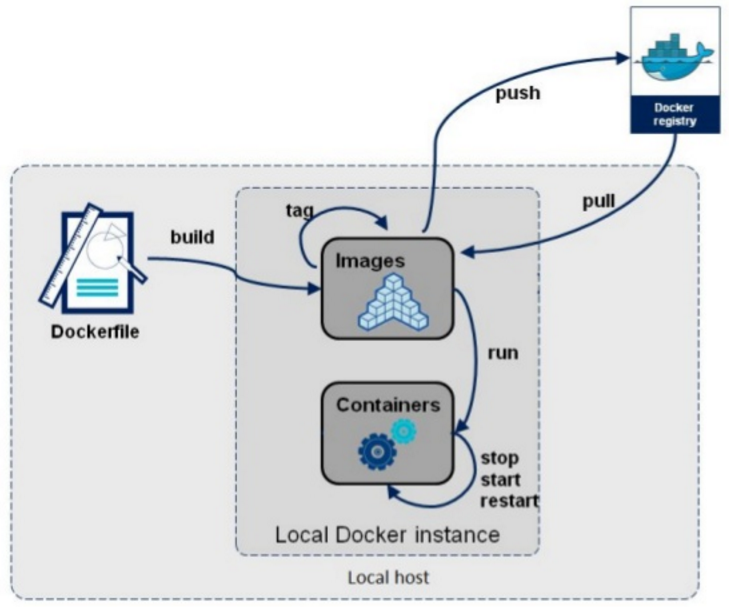 push
Docker
registry
pull
tag
build
Images
Dockerfile
run
Containers
stop
start
restart
Local Docker instance
Local host